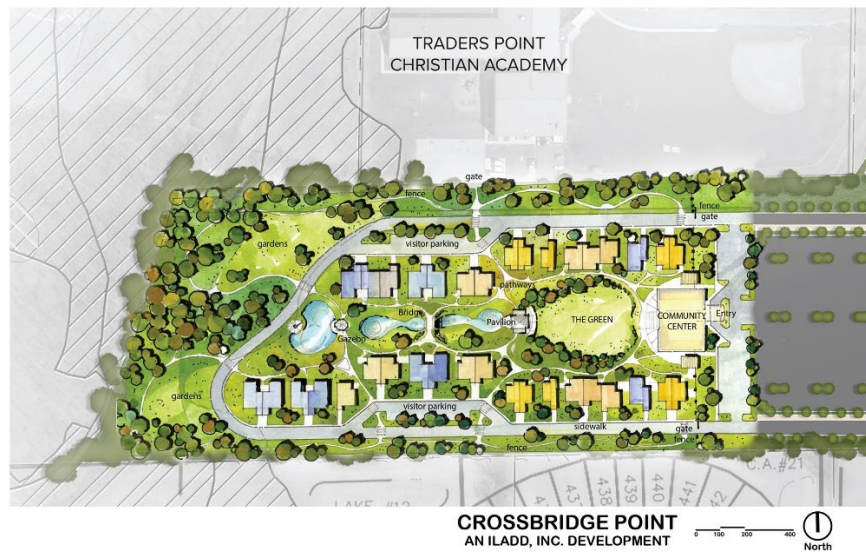 TRADERS POINT
CHRISTIAN ACADEMY
gate
fence
fence
gate
gardens
visitor parking
pathways
Bridge
Pavilion
THE GREEN
COMMUNITY
CENTER
Entry
Gazebo
gardens
visitor parking
sidewalk
gate
fence
fence
C.A.#21
LAKE #12
437
438
439
440
441
42
CROSSBRIDGE POINT
AN ILADD, INC. DEVELOPMENT
0 100 200 400
North